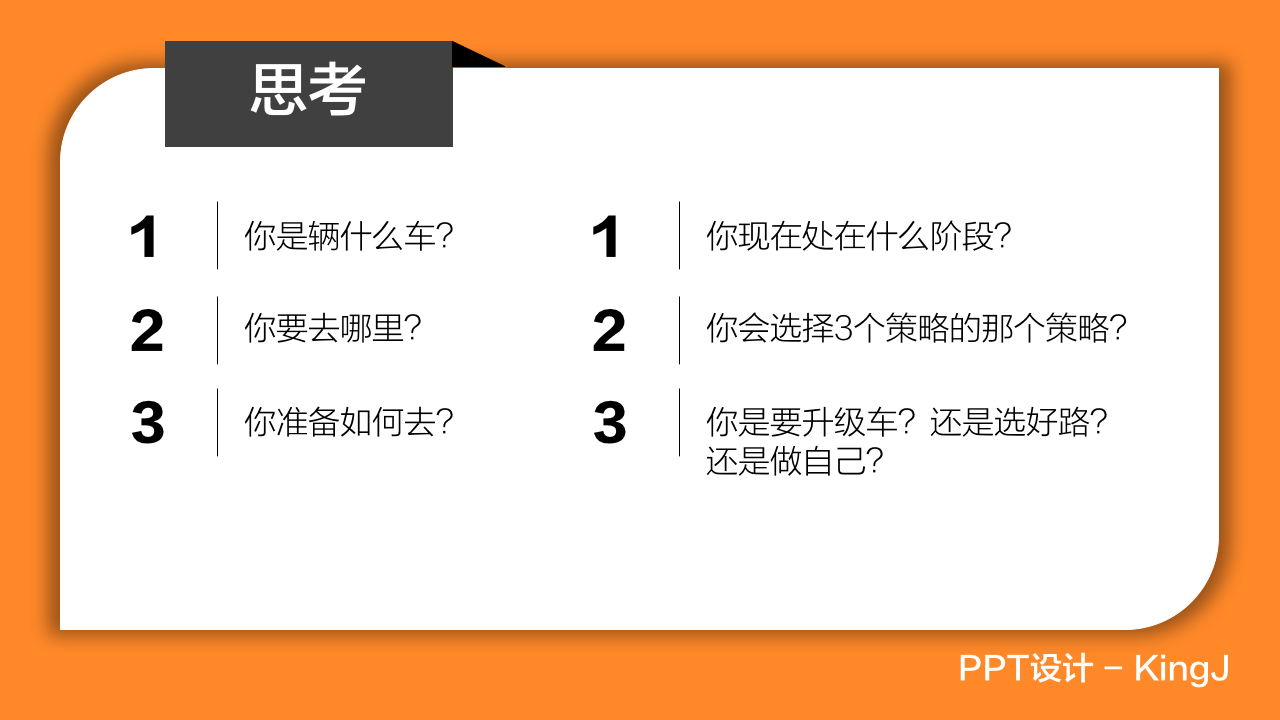 思考
1
你是辆什么车？
2
你要去哪里？
3
你准备如何去？
1
你现在处在什么阶段？
2
你会选择3个策略的那个策略？
3
你是要升级车？还是选好路？
还是做自己？
PPT设计 – KingJ